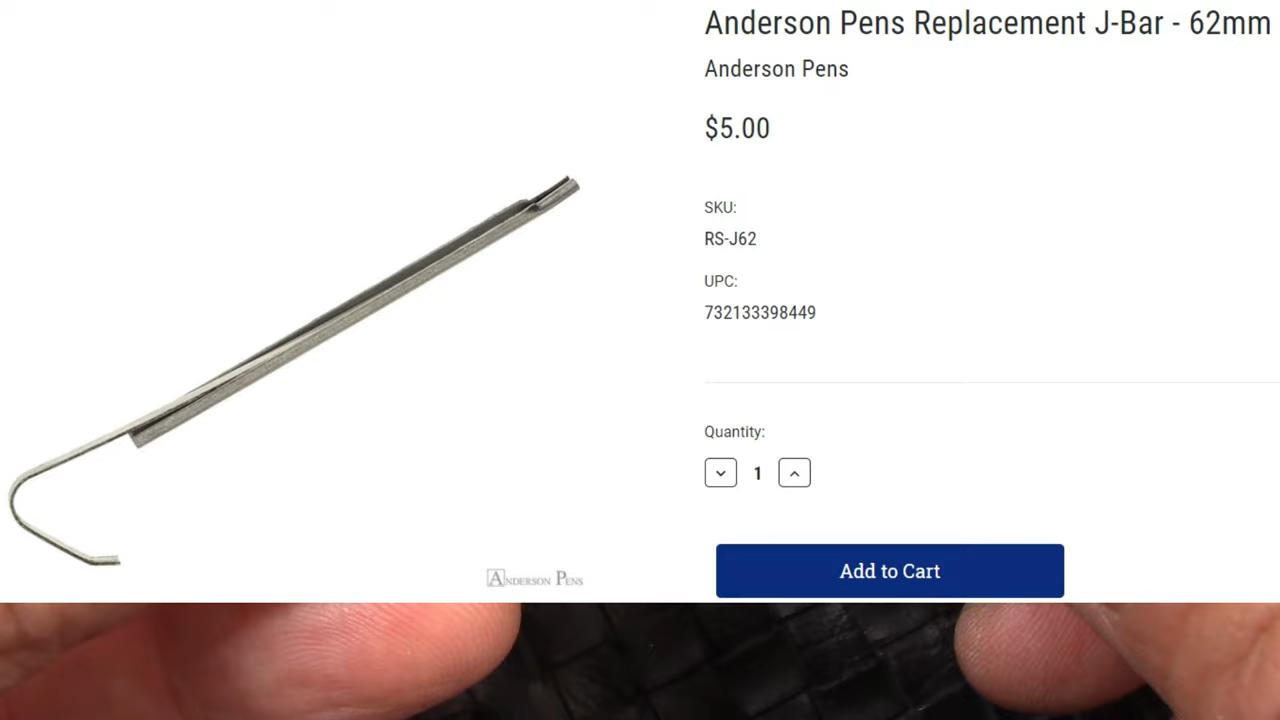 Anderson Pens Replacement J-Bar - 62mm
Anderson Pens
$5.00
SKU:
RS-J62
UPC:
732133398449
Quantity:
1
Add to Cart
ANDERSON PENS